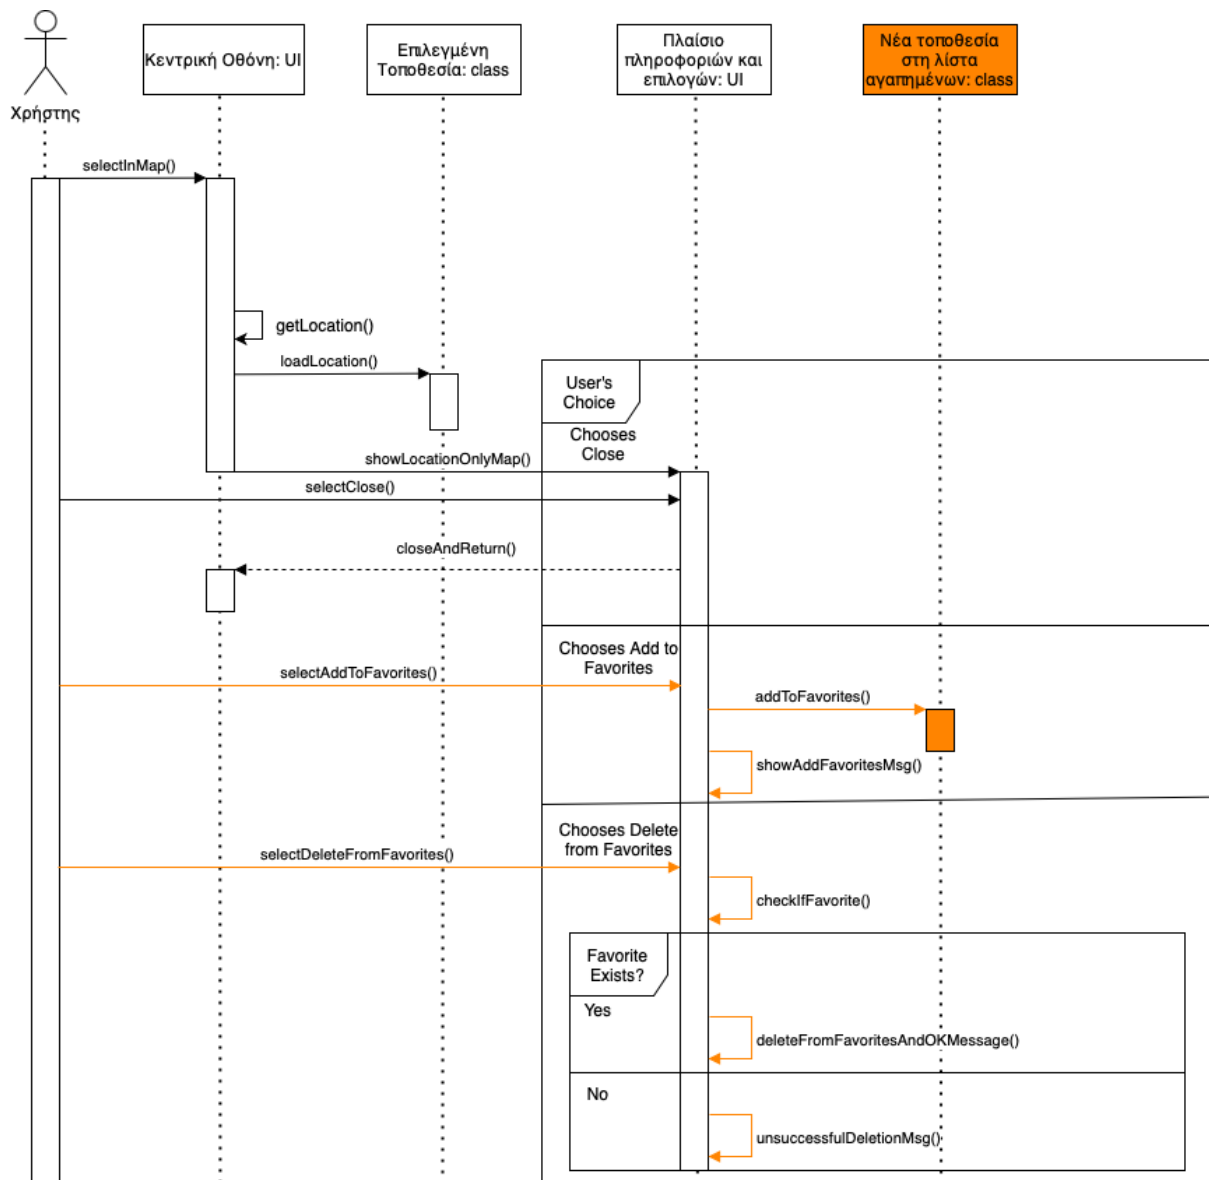 Χρήστης
Κεντρική Οθόνη: UI
Επιλεγμένη
Τοποθεσία: class
Πλαίσιο
πληροφοριών και
επιλογών: UI
Νέα τοποθεσία
στη λίστα
αγαπημένων: class
selectInMap()
getLocation()
loadLocation()
User's
Choice
Chooses
Close
showLocationOnlyMap()
selectClose()
closeAndReturn()
Chooses Add to
Favorites
selectAddToFavorites()
addToFavorites()
showAddFavoritesMsg()
Chooses Delete
from Favorites
selectDeleteFromFavorites()
checkIfFavorite()
Favorite
Exists?
Yes
deleteFromFavoritesAndOKMessage()
No
unsuccessfulDeletionMsg()